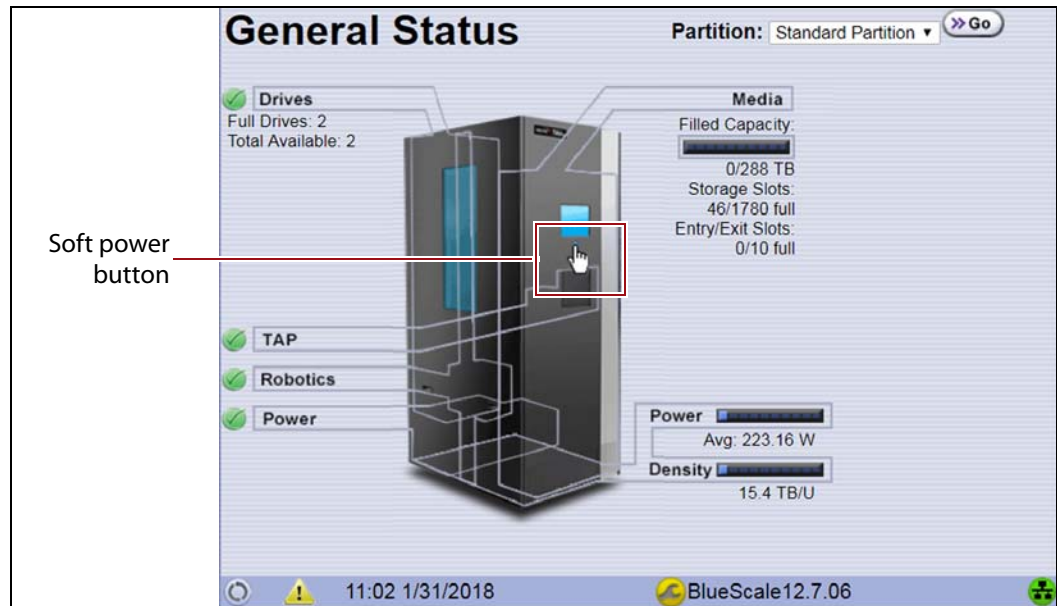 General Status
Partition: Standard Partition
Go
Drives
Full Drives: 2
Total Available: 2
Media
Filled Capacity:
0/288 TB
Storage Slots:
46/1780 full
Entry/Exit Slots:
0/10 full
Soft power
button
TAP
Robotics
Power
Power
Avg: 223.16 W
Density
15.4 TB/U
11:02 1/31/2018
BlueScale12.7.06